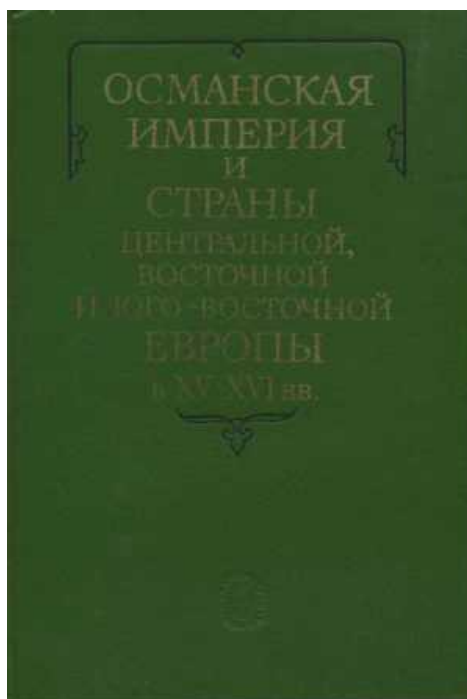 ОСМАНСКАЯ
ИМПЕРИЯ
И
СТРАНЫ
ЦЕНТРАЛЬНОЙ,
ВОСТОЧНОЙ
И ЮГО-ВОСТОЧНОЙ
ЕВРОПЫ
в XV-XVI вв.